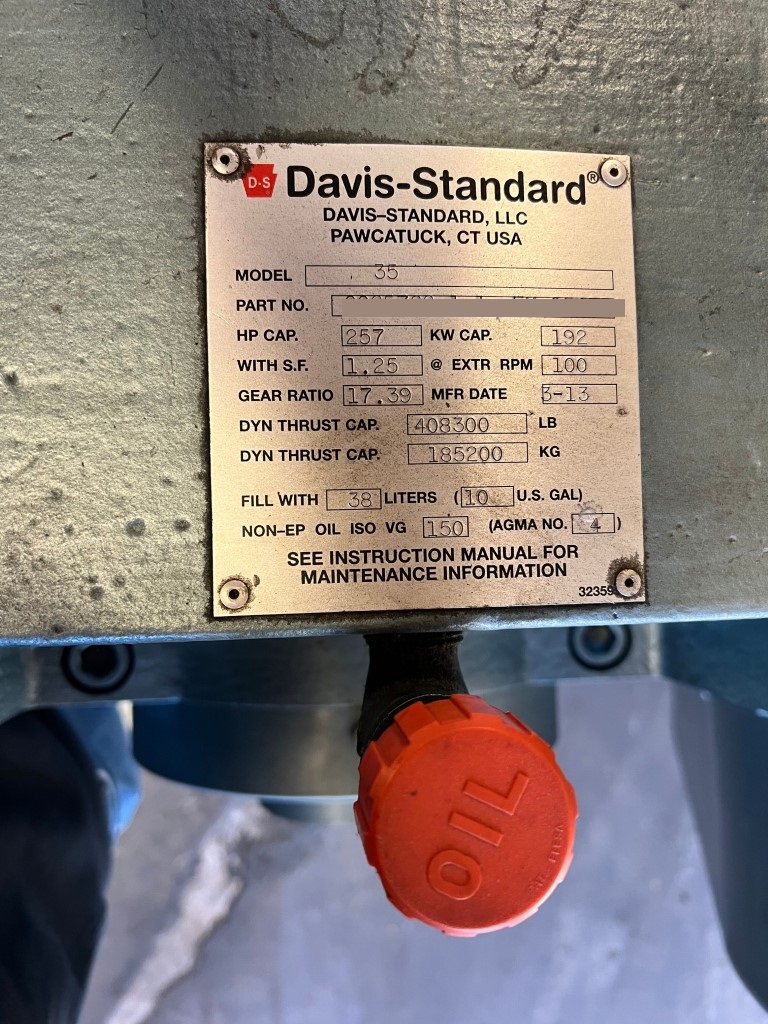 D-S Davis-Standard®
DAVIS–STANDARD, LLC
PAWCATUCK, CT USA
MODEL 35
PART NO.
HP CAP. 257 KW CAP. 192
WITH S.F. 1.25 @ EXTR RPM 100
GEAR RATIO 17.39 MFR DATE 3-13
DYN THRUST CAP. 408300 LB
DYN THRUST CAP. 185200 KG
FILL WITH 38 LITERS (10 U.S. GAL)
NON–EP OIL ISO VG 150 (AGMA NO. 4)
SEE INSTRUCTION MANUAL FOR
MAINTENANCE INFORMATION
32359
OIL